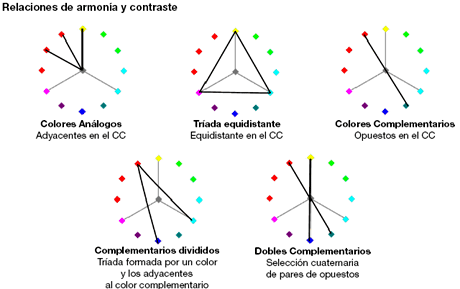 Relaciones de armonía y contraste
Colores Análogos
Adyacentes en el CC
Tríada equidistante
Equidistante en el CC
Colores Complementarios
Opuestos en el CC
Complementarios divididos
Tríada formada por un color
y los adyacentes
al color complementario
Dobles Complementarios
Selección cuaternaria
de pares de opuestos